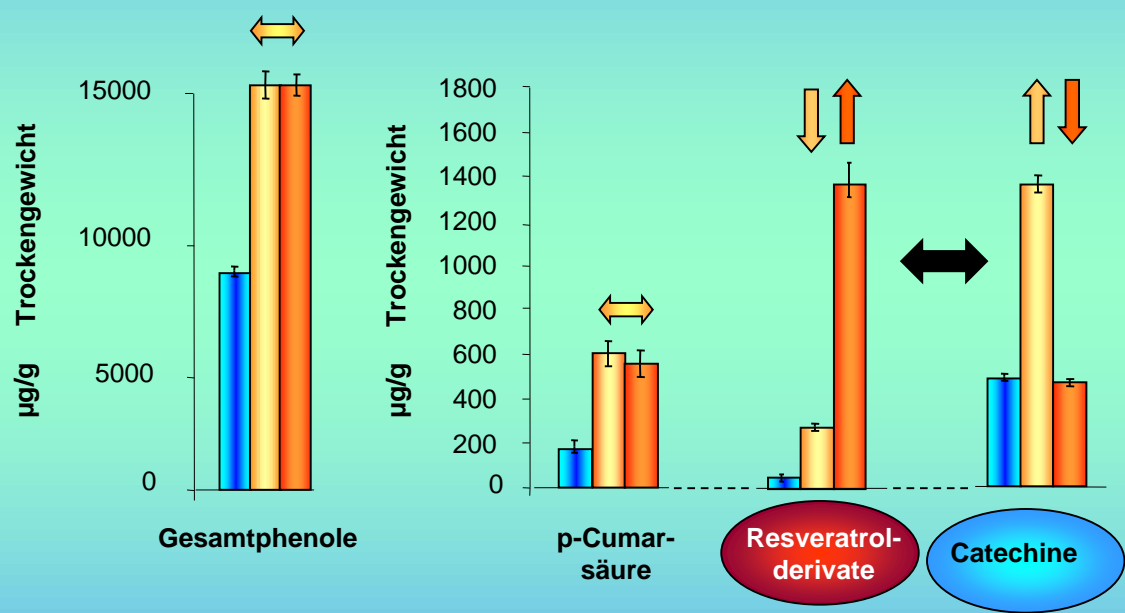 µg/g Trockengewicht
15000
10000
5000
0
Gesamtphenole
µg/g Trockengewicht
1800
1600
1400
1200
1000
800
600
400
200
0
p-Cumar-
säure
Resveratrol-
derivate
Catechine